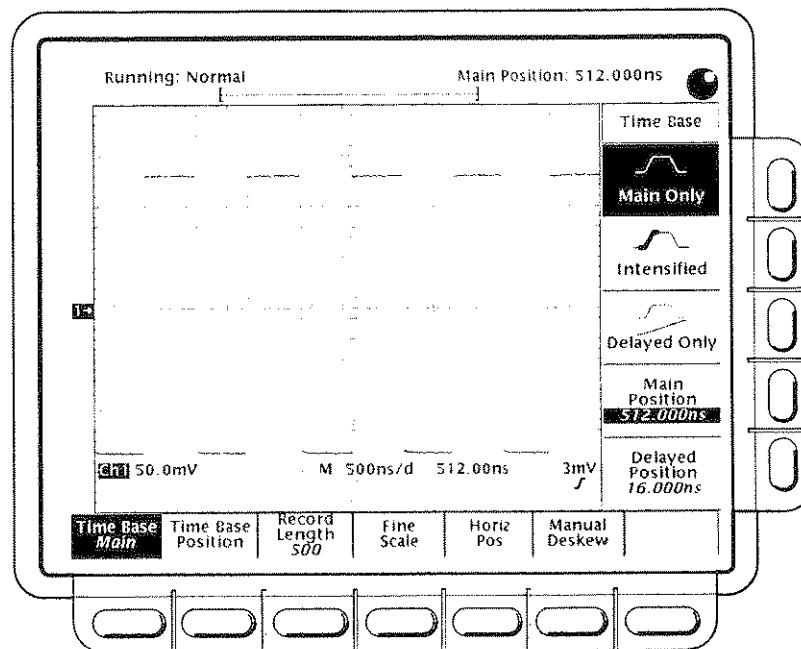 Running: Normal
Main Position: 512.000ns
Time Base
Main Only
Intensified
Delayed Only
Main
Position
512.000ns
Delayed
Position
16.000ns
1
Ch1 50.0mV M 500ns/d 512.00ns 3mV
Time Base
Main
Time Base
Position
Record
Length
500
Fine
Scale
Horiz
Pos
Manual
Deskew